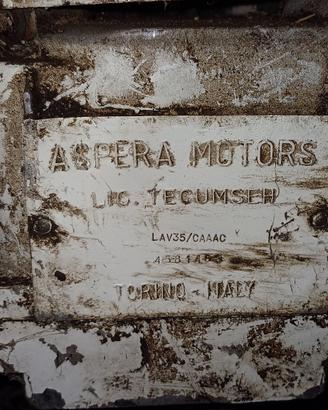 ASPERA MOTORS
LIC. TECUMSEH
LAV35/CAAAC
TORINO - ITALY